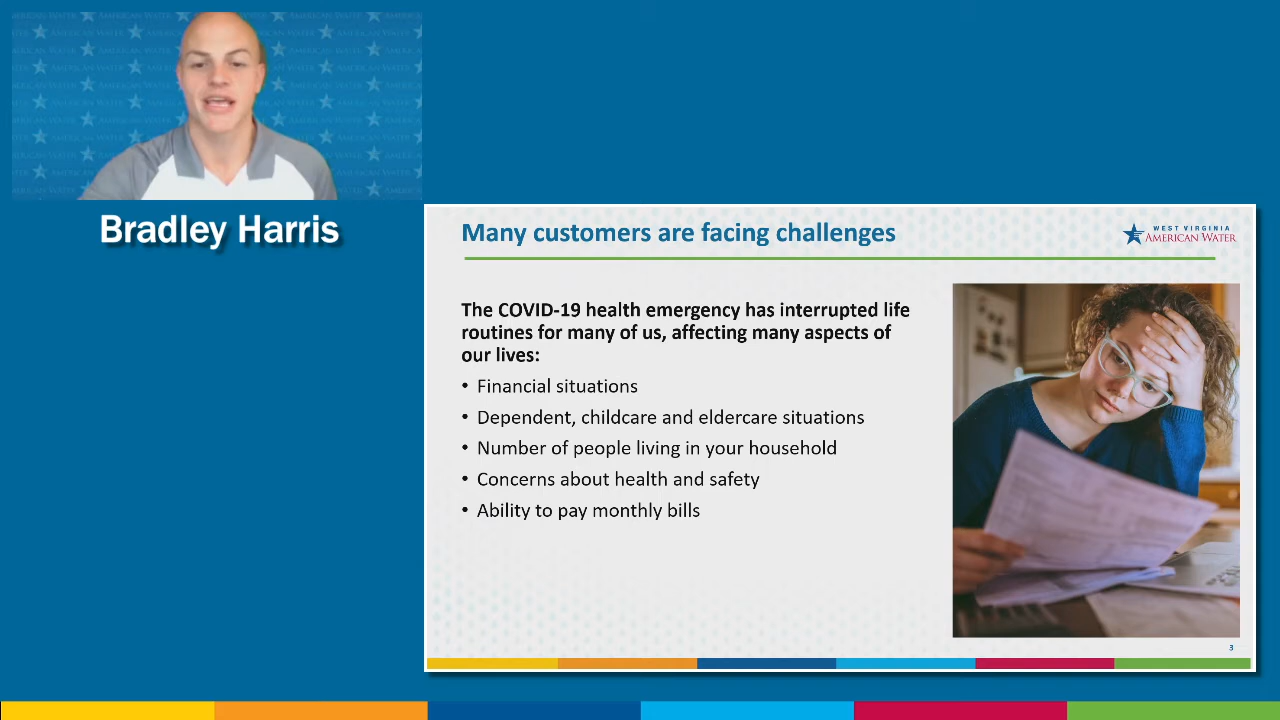 Bradley Harris
Many customers are facing challenges
WEST VIRGINIA
AMERICAN WATER
The COVID-19 health emergency has interrupted life
routines for many of us, affecting many aspects of
our lives:
• Financial situations
• Dependent, childcare and eldercare situations
• Number of people living in your household
• Concerns about health and safety
• Ability to pay monthly bills
3